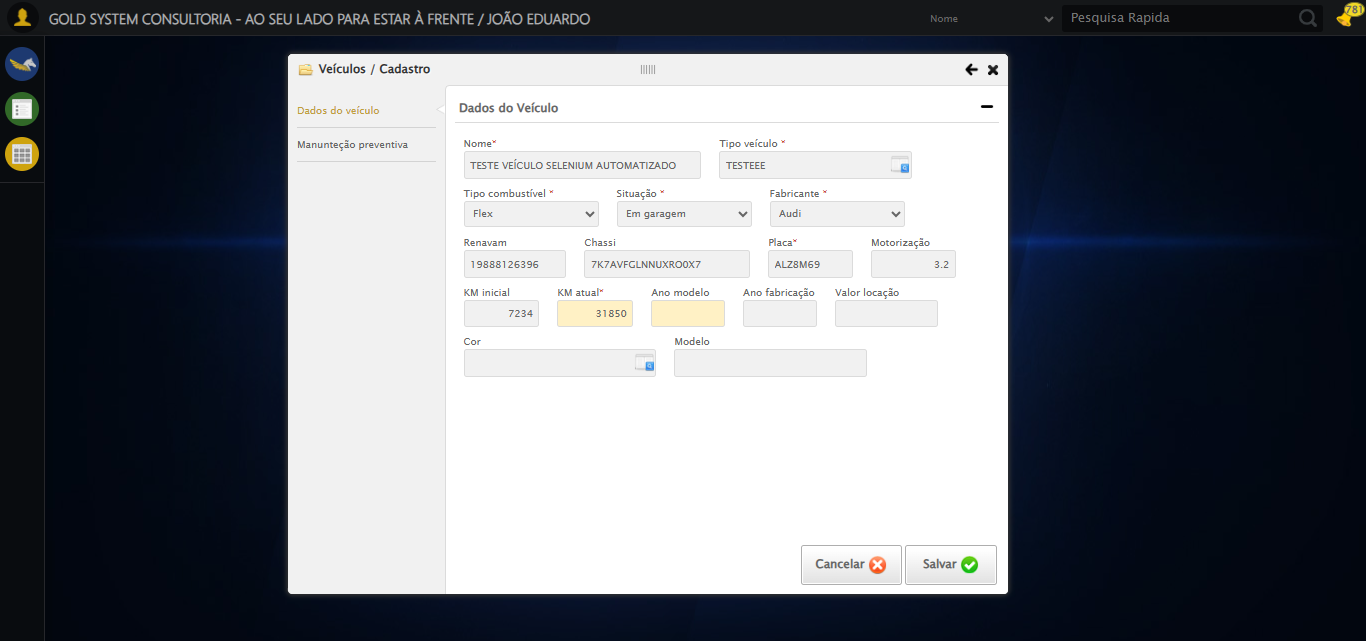 GOLD SYSTEM CONSULTORIA - AO SEU LADO PARA ESTAR À FRENTE / JOÃO EDUARDO
Nome
Pesquisa Rapida
781
Veículos / Cadastro
Dados do veículo
Manunteção preventiva
Dados do Veículo
Nome* Tipo veículo *
TESTE VEÍCULO SELENIUM AUTOMATIZADO TESTEEE
Tipo combustível * Situação * Fabricante *
Flex Em garagem Audi
Renavam Chassi Placa* Motorização
19888126396 7K7AVFGLNNUXRO0X7 ALZ8M69 3.2
KM inicial KM atual* Ano modelo Ano fabricação Valor locação
7234 31850
Cor Modelo
Cancelar Salvar